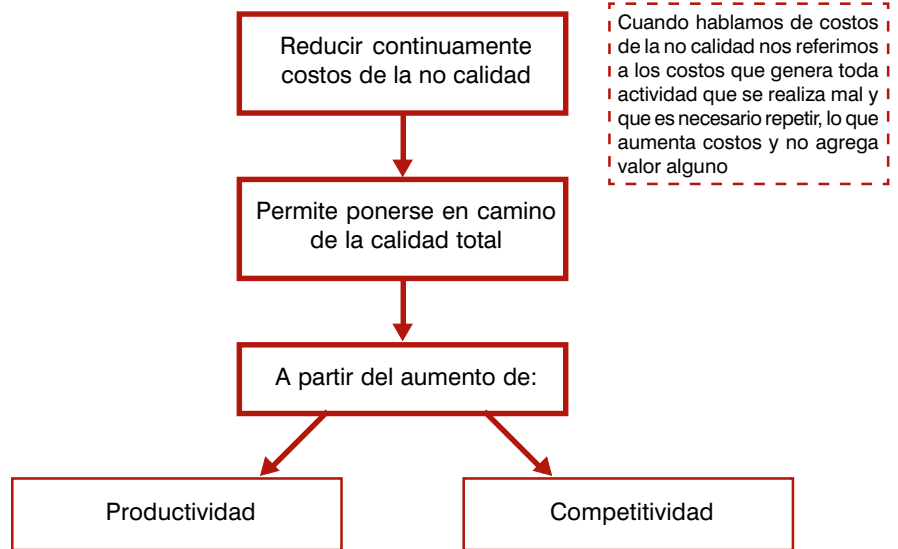 Reducir continuamente
costos de la no calidad
Cuando hablamos de costos
de la no calidad nos referimos
a los costos que genera toda
actividad que se realiza mal y
que es necesario repetir, lo que
aumenta costos y no agrega
valor alguno
Permite ponerse en camino
de la calidad total
A partir del aumento de:
Productividad
Competitividad